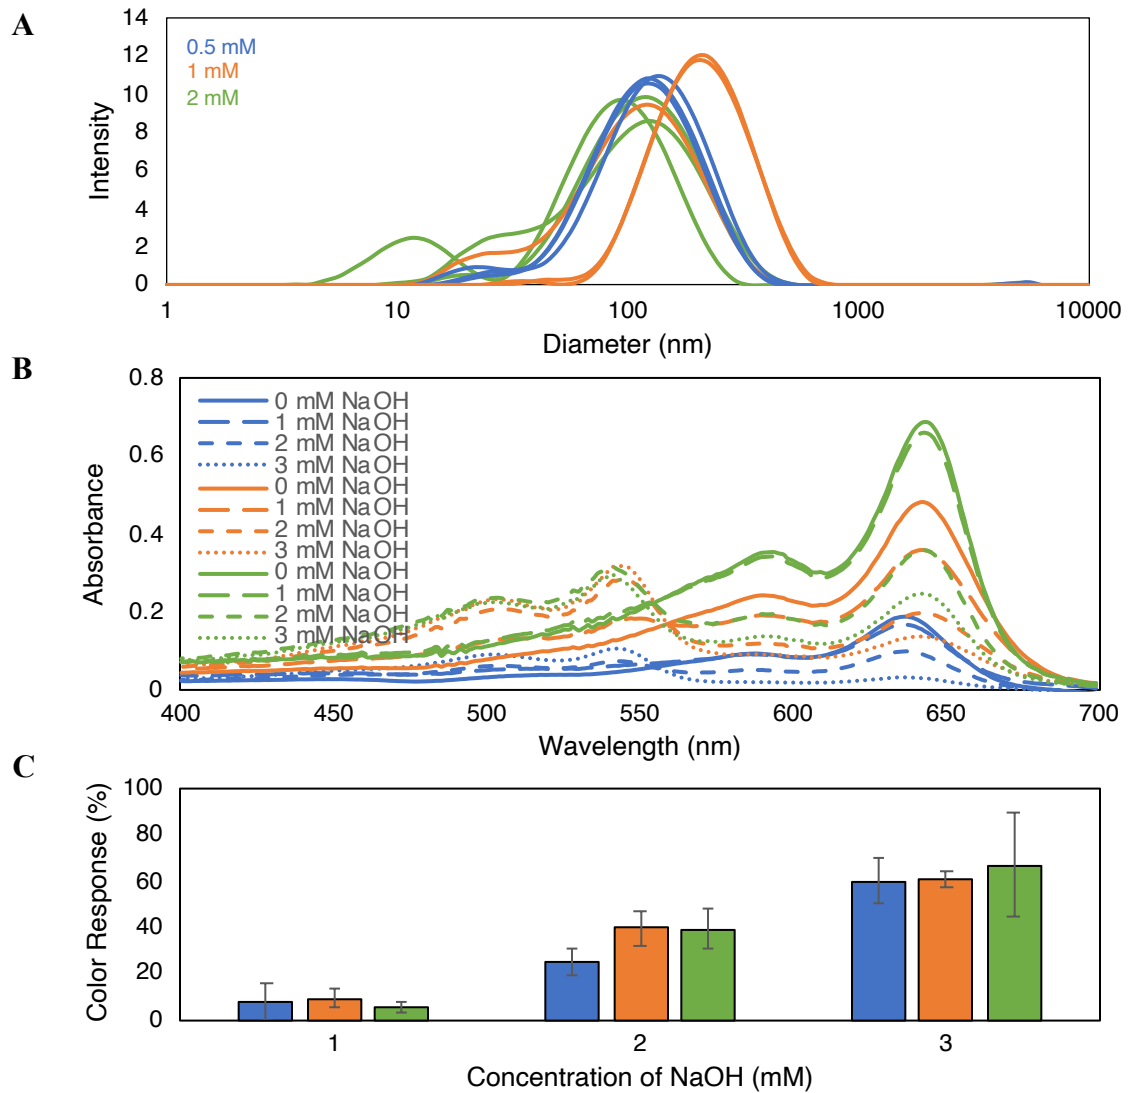 A
14
12
10
8
6
4
2
0
Intensity
0.5 mM
1 mM
2 mM
1 10 100 1000 10000
Diameter (nm)
B
0.8
0.6
0.4
0.2
0
Absorbance
0 mM NaOH
1 mM NaOH
2 mM NaOH
3 mM NaOH
0 mM NaOH
1 mM NaOH
2 mM NaOH
3 mM NaOH
0 mM NaOH
1 mM NaOH
2 mM NaOH
3 mM NaOH
400 450 500 550 600 650 700
Wavelength (nm)
C
100
80
60
40
20
0
Color Response (%)
1 2 3
Concentration of NaOH (mM)